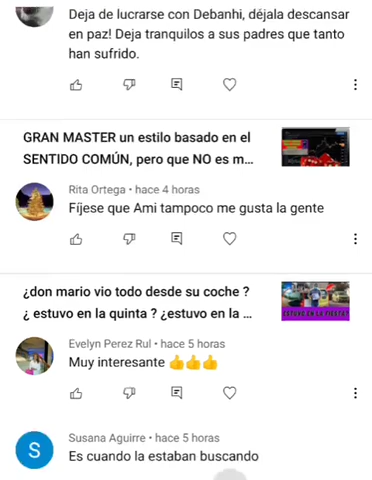 Deja de lucrarse con Debanhi, déjala descansar
en paz! Deja tranquilos a sus padres que tanto
han sufrido.
GRAN MASTER un estilo basado en el
SENTIDO COMÚN, pero que NO es m...
Rita Ortega • hace 4 horas
Fíjese que Ami tampoco me gusta la gente
¿don mario vio todo desde su coche ?
¿ estuvo en la quinta ? ¿estuvo en la ...
ESTUVO EN LA FIESTA?
Evelyn Perez Rul • hace 5 horas
Muy interesante 👍👍👍
S
Susana Aguirre • hace 5 horas
Es cuando la estaban buscando